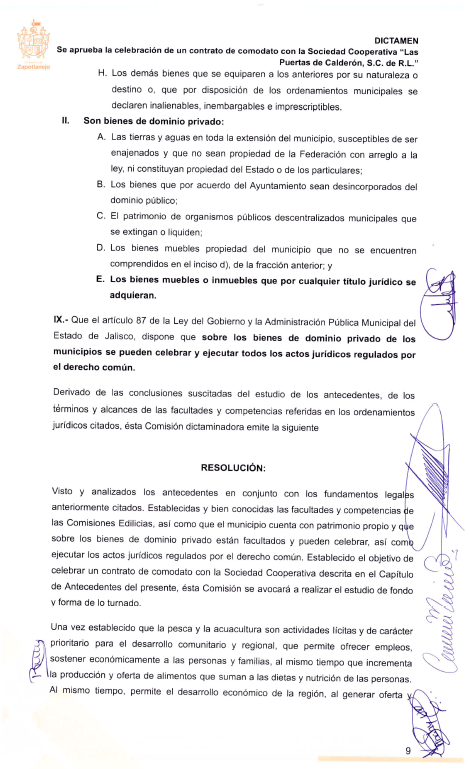 Zapotlanejo
DICTAMEN
Se aprueba la celebración de un contrato de comodato con la Sociedad Cooperativa “Las
Puertas de Calderón, S.C. de R.L.”
H. Los demás bienes que se equiparen a los anteriores por su naturaleza o
destino o, que por disposición de los ordenamientos municipales se
declaren inalienables, inembargables e imprescriptibles.
II. Son bienes de dominio privado:
A. Las tierras y aguas en toda la extensión del municipio, susceptibles de ser
enajenados y que no sean propiedad de la Federación con arreglo a la
ley, ni constituyan propiedad del Estado o de los particulares;
B. Los bienes que por acuerdo del Ayuntamiento sean desincorporados del
dominio público;
C. El patrimonio de organismos públicos descentralizados municipales que
se extingan o liquiden;
D. Los bienes muebles propiedad del municipio que no se encuentren
comprendidos en el inciso d), de la fracción anterior; y
E. Los bienes muebles o inmuebles que por cualquier título jurídico se
adquieran.
IX.- Que el artículo 87 de la Ley del Gobierno y la Administración Pública Municipal del
Estado de Jalisco, dispone que sobre los bienes de dominio privado de los
municipios se pueden celebrar y ejecutar todos los actos jurídicos regulados por
el derecho común.
Derivado de las conclusiones suscitadas del estudio de los antecedentes, de los
términos y alcances de las facultades y competencias referidas en los ordenamientos
jurídicos citados, ésta Comisión dictaminadora emite la siguiente
RESOLUCIÓN:
Visto y analizados los antecedentes en conjunto con los fundamentos legales
anteriormente citados. Establecidas y bien conocidas las facultades y competencias de
las Comisiones Edilicias, así como que el municipio cuenta con patrimonio propio y que
sobre los bienes de dominio privado están facultados y pueden celebrar, así como
ejecutar los actos jurídicos regulados por el derecho común. Establecido el objetivo de
celebrar un contrato de comodato con la Sociedad Cooperativa descrita en el Capítulo
de Antecedentes del presente, ésta Comisión se avocará a realizar el estudio de fondo
y forma de lo turnado.
Una vez establecido que la pesca y la acuacultura son actividades lícitas y de carácter
prioritario para el desarrollo comunitario y regional, que permite ofrecer empleos,
sostener económicamente a las personas y familias, al mismo tiempo que incrementa
la producción y oferta de alimentos que suman a las dietas y nutrición de las personas.
Al mismo tiempo, permite el desarrollo económico de la región, al generar oferta y
9